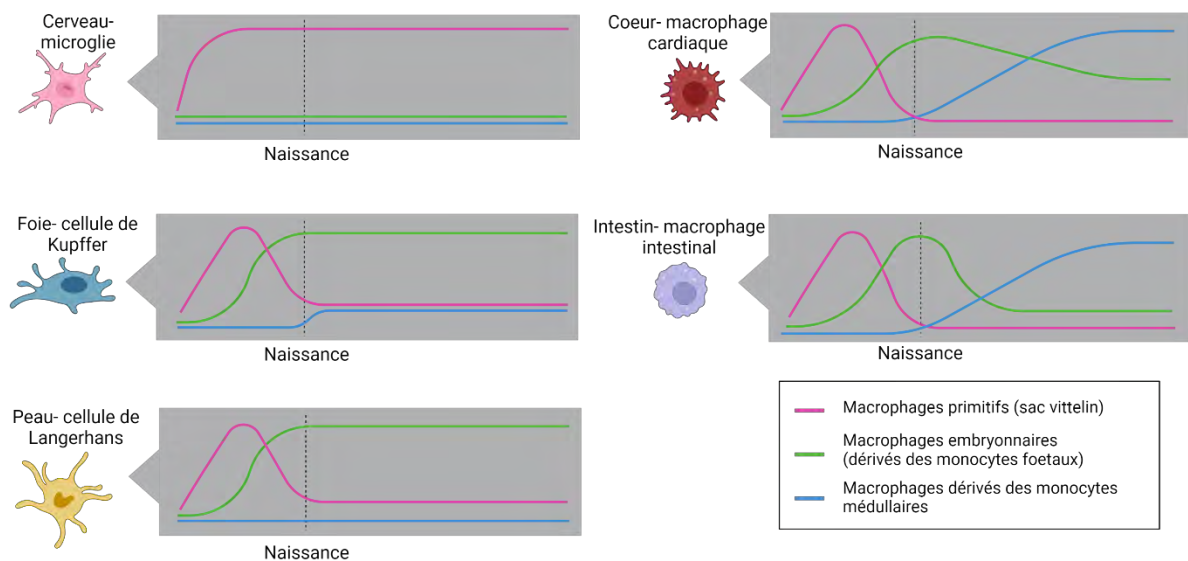 Cerveau-
microglie
Naissance
Coeur- macrophage
cardiaque
Naissance
Foie- cellule de
Kupffer
Naissance
Intestin- macrophage
intestinal
Naissance
Peau- cellule de
Langerhans
Naissance
Macrophages primitifs (sac vittelin)
Macrophages embryonnaires
(dérivés des monocytes foetaux)
Macrophages dérivés des monocytes
médullaires